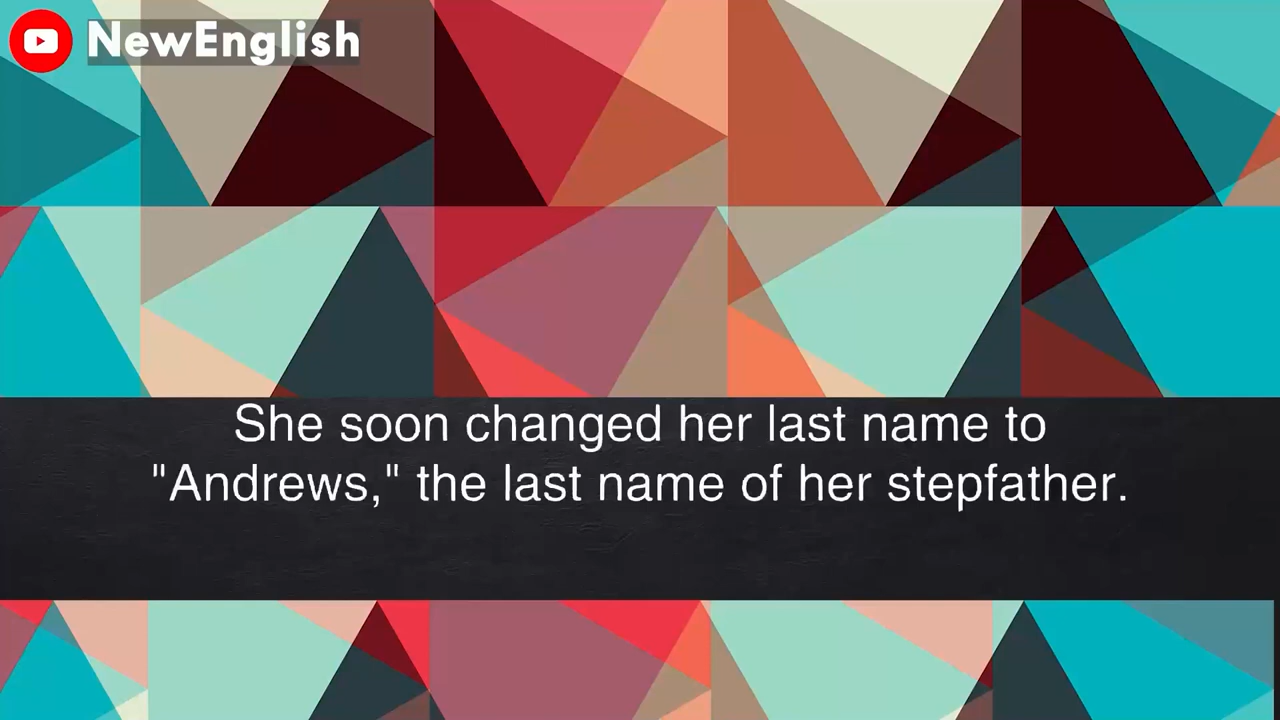 NewEnglish
She soon changed her last name to
"Andrews," the last name of her stepfather.